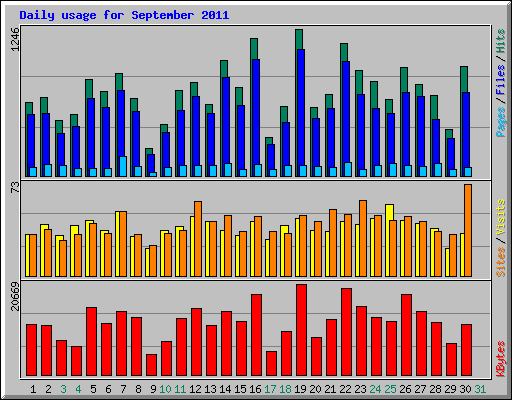 Daily usage for September 2011
1246
Pages / Files / Hits
73
Sites / Visits
20669
KBytes
1 2 3 4 5 6 7 8 9 10 11 12 13 14 15 16 17 18 19 20 21 22 23 24 25 26 27 28 29 30 31